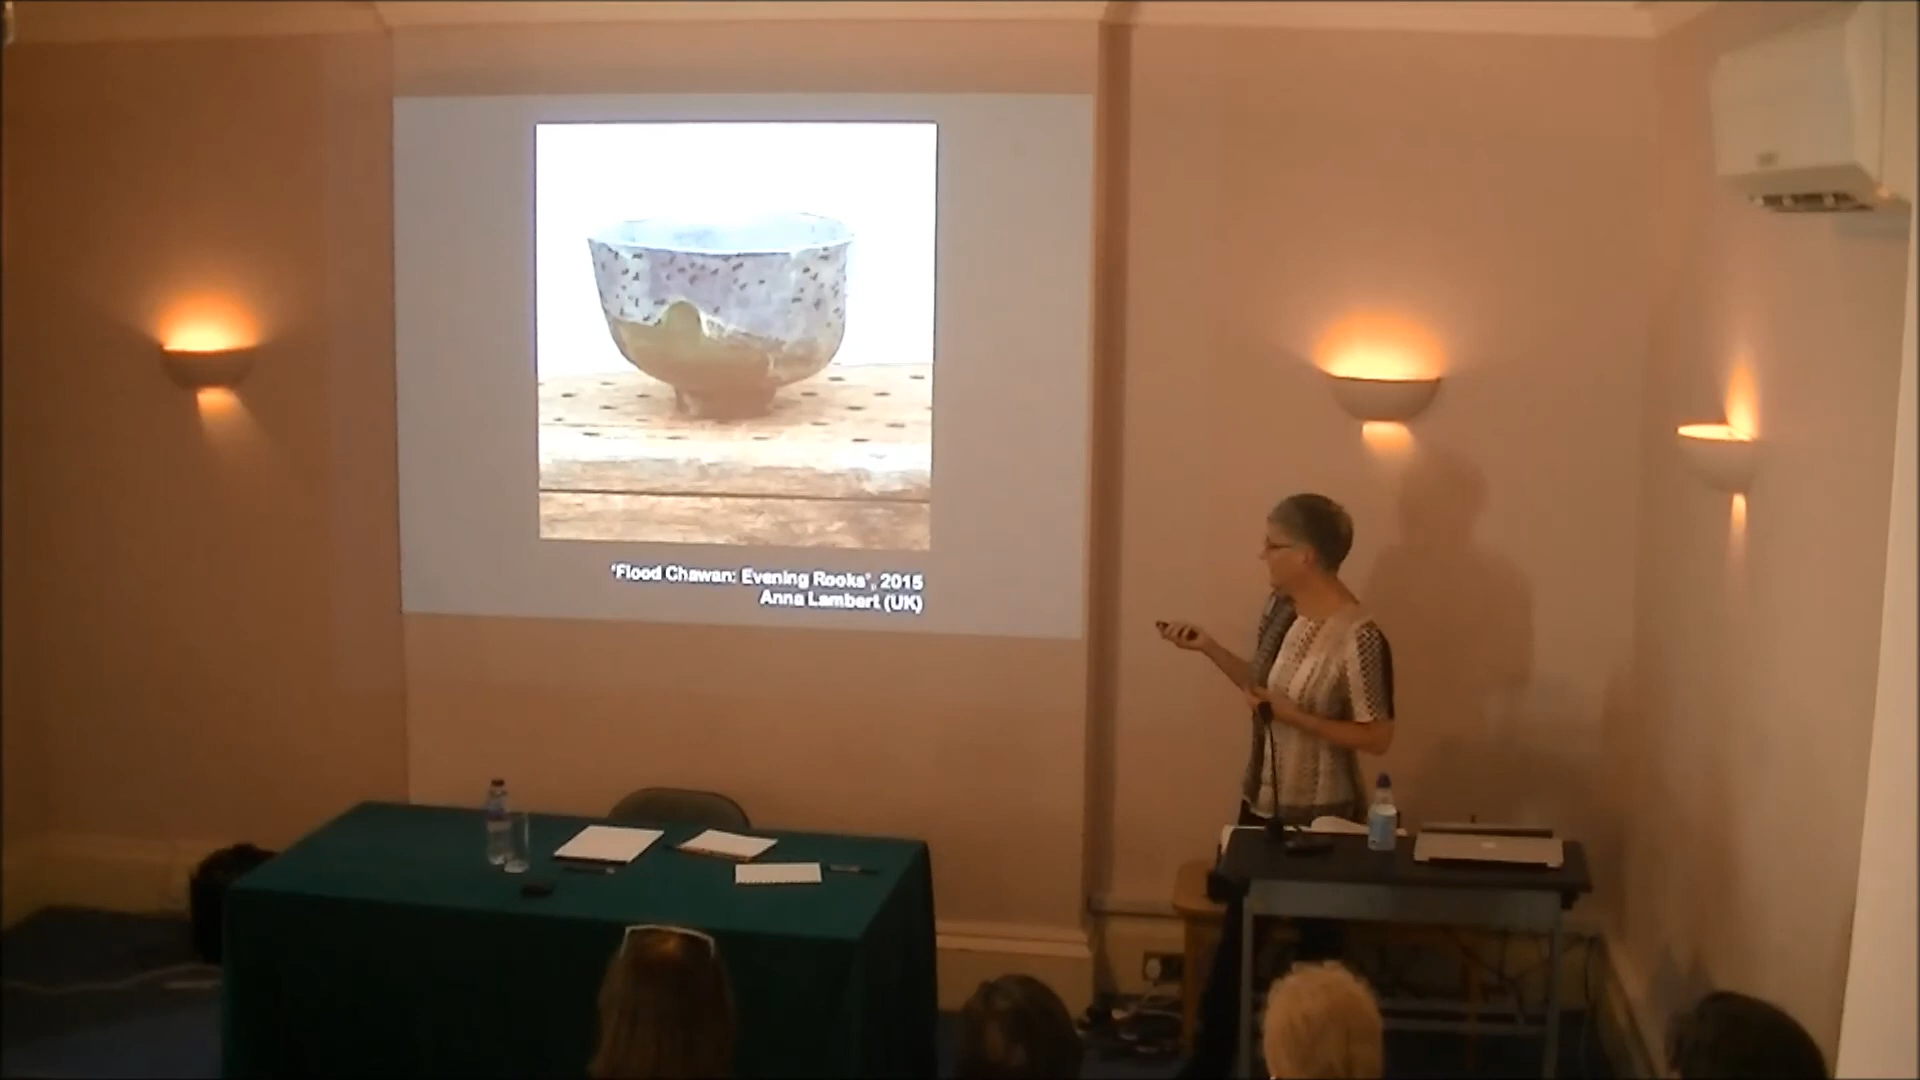 ‘Flood Chawan: Evening Rooks’, 2015
Anna Lambert (UK)